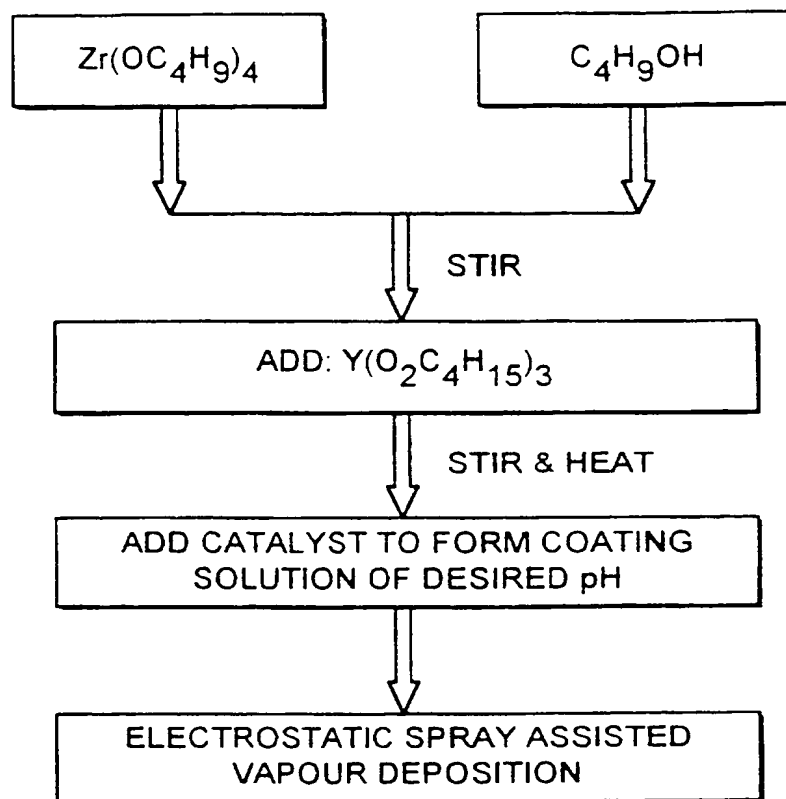 Zr(OC4H9)4
C4H9OH
STIR
ADD: Y(O2C4H15)3
STIR & HEAT
ADD CATALYST TO FORM COATING
SOLUTION OF DESIRED pH
ELECTROSTATIC SPRAY ASSISTED
VAPOUR DEPOSITION